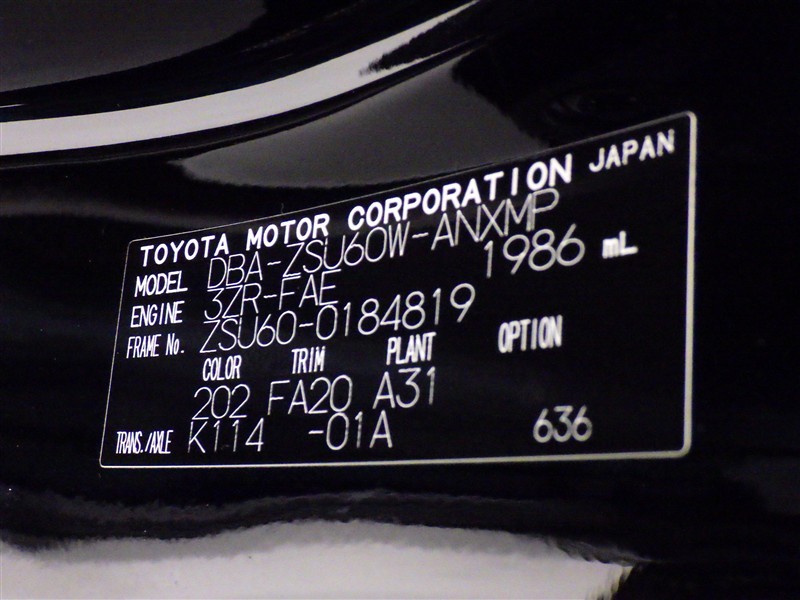 TOYOTA MOTOR CORPORATION JAPAN
MODEL DBA-ZSU60W-ANXMP
ENGINE 3ZR-FAE 1986 mL
FRAME No. ZSU60-0184819
COLOR TRIM PLANT OPTION
202 FA20 A31
TRANS./AXLE K114 -01A 636